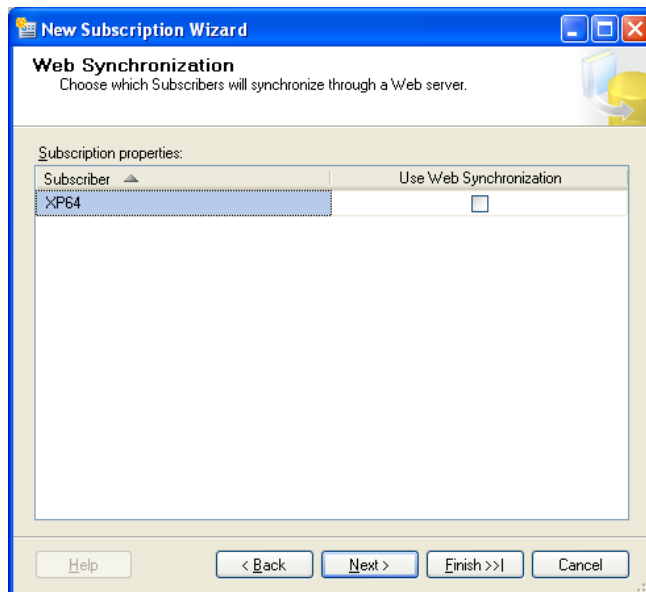 New Subscription Wizard
Web Synchronization
Choose which Subscribers will synchronize through a Web server.
Subscription properties:
Subscriber Use Web Synchronization
XP64
Help < Back Next > Finish >>| Cancel